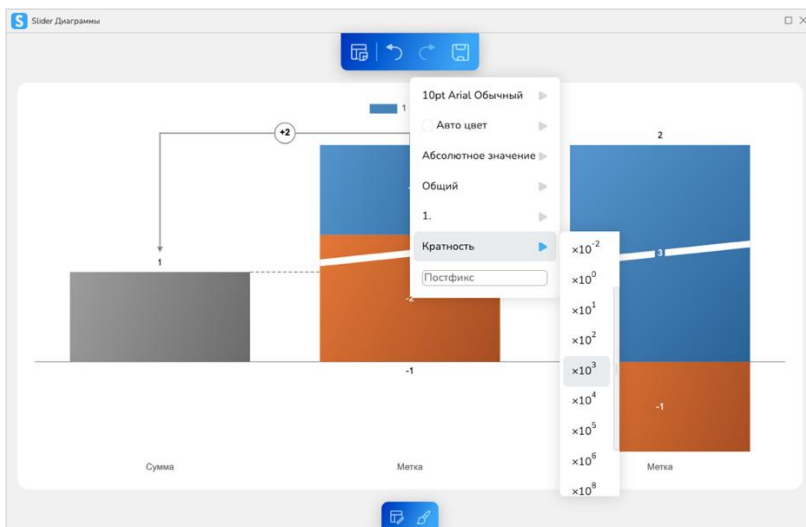 Slider Диаграммы
1
+2
1
10pt Arial Обычный
Авто цвет
Абсолютное значение
Общий
1.
Кратность
Постфикс
×10⁻²
×10⁰
×10¹
×10²
×10³
×10⁴
×10⁵
×10⁶
×10⁸
-2
-1
2
3
-1
Сумма
Метка
Метка